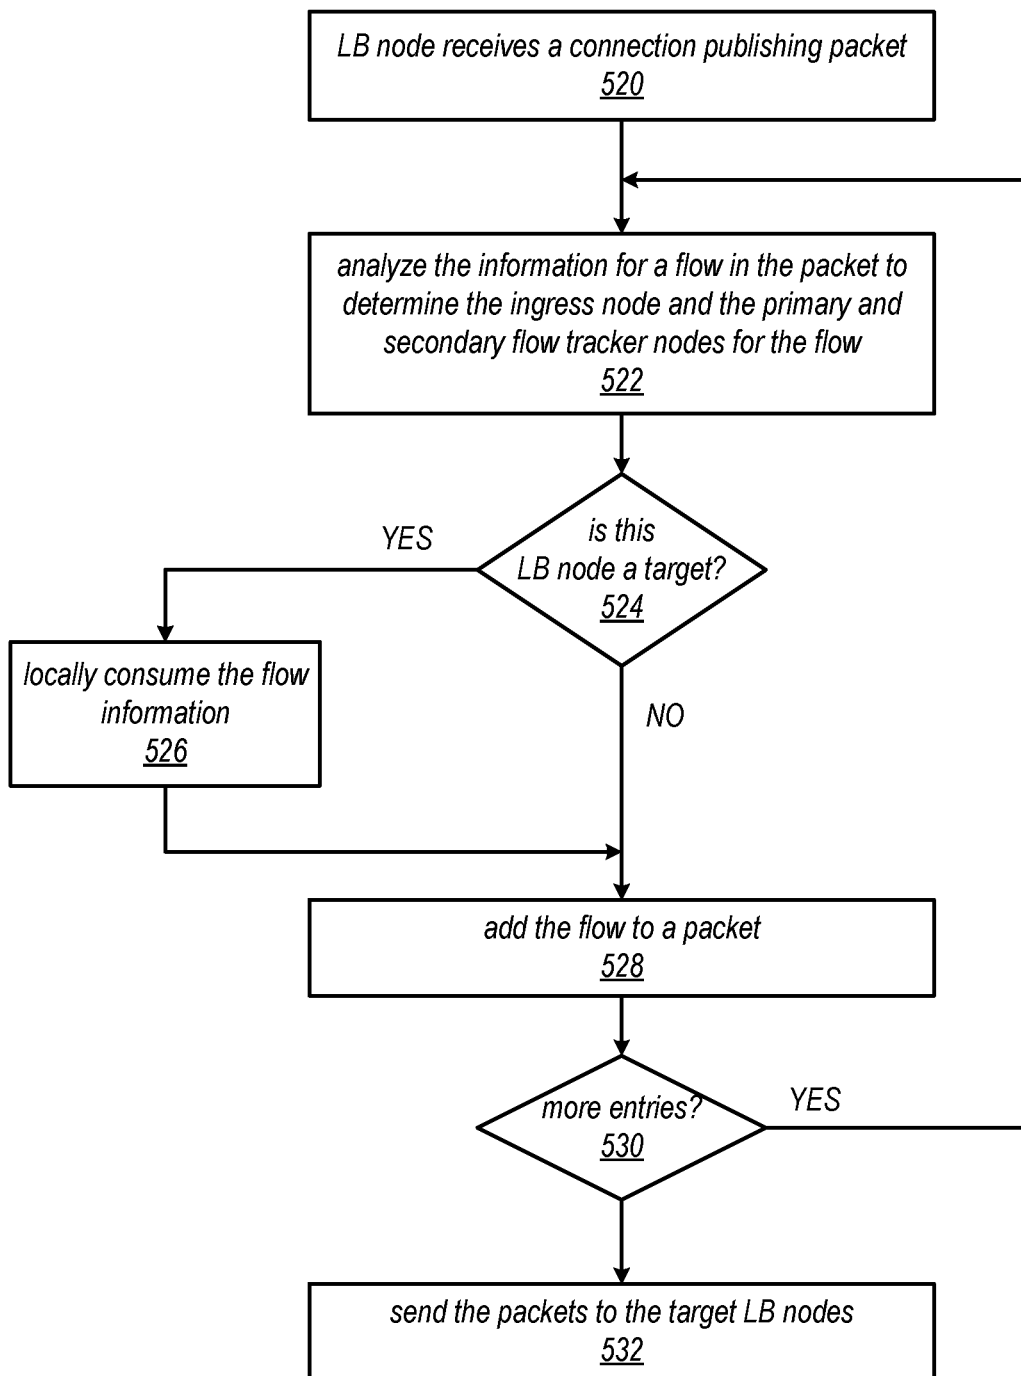 LB node receives a connection publishing packet
520
analyze the information for a flow in the packet to
determine the ingress node and the primary and
secondary flow tracker nodes for the flow
522
is this
LB node a target?
524
YES
NO
locally consume the flow
information
526
add the flow to a packet
528
more entries?
530
YES
send the packets to the target LB nodes
532